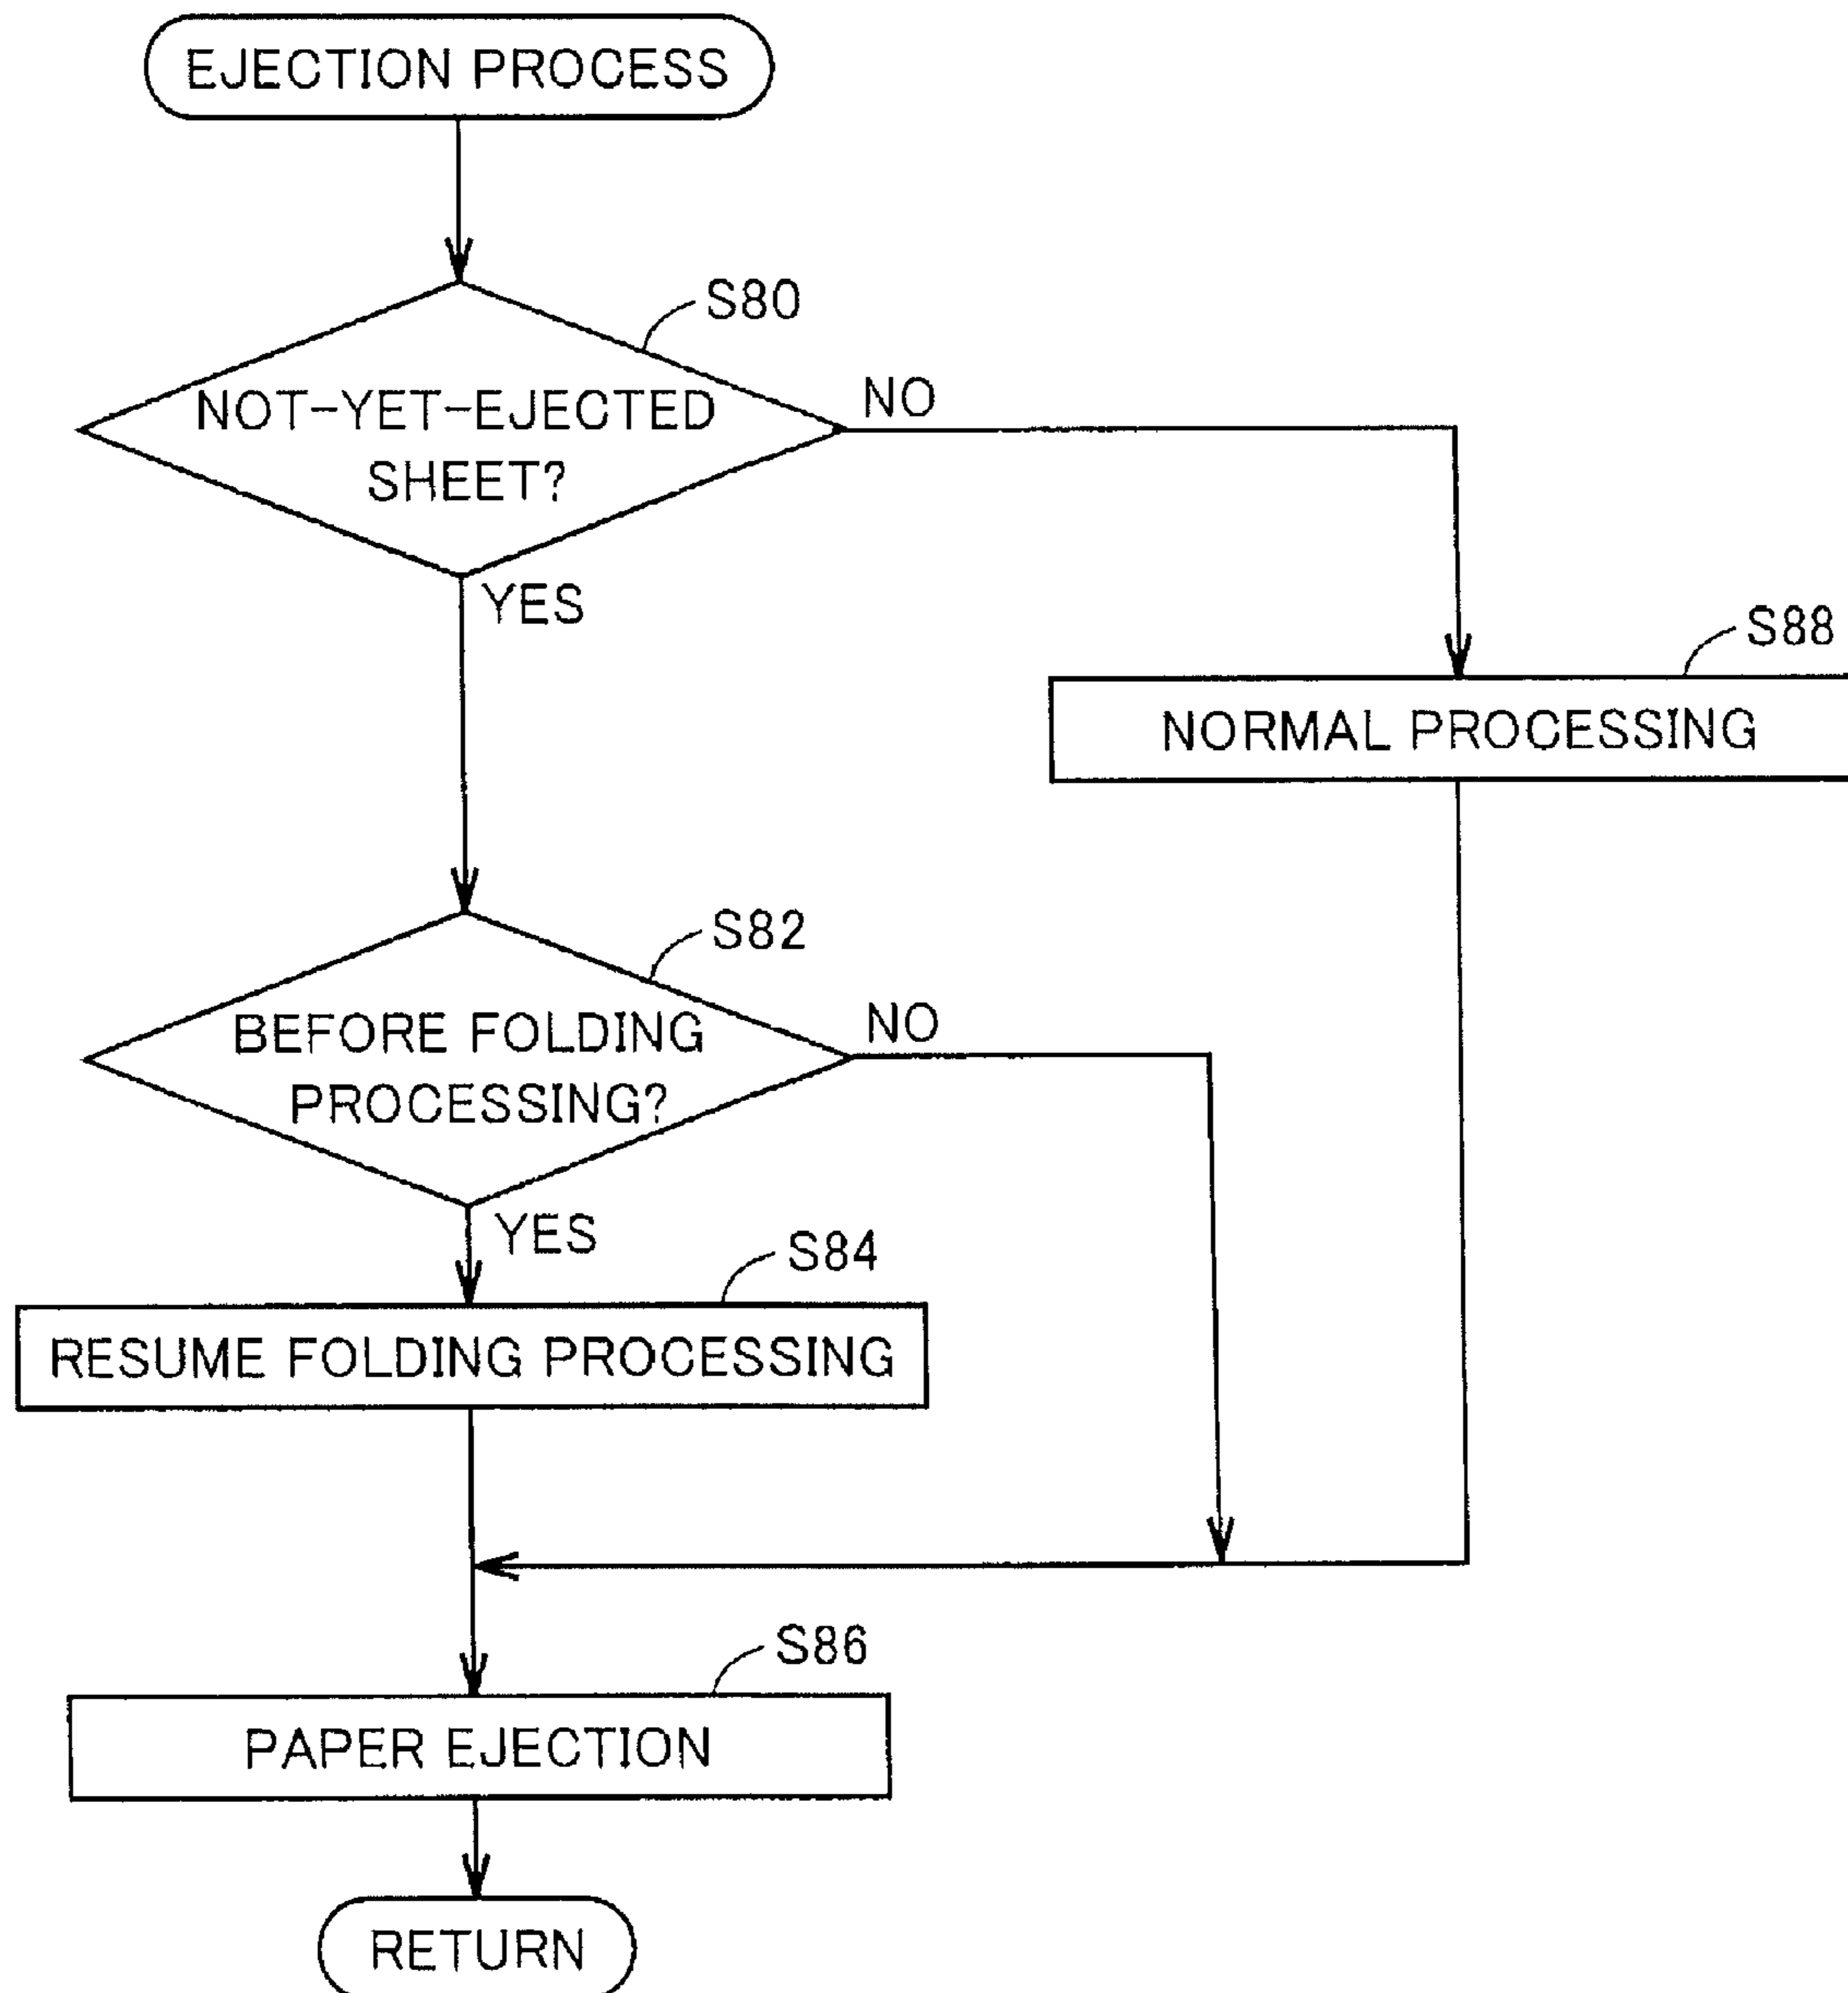 EJECTION PROCESS
S80
NOT-YET-EJECTED
SHEET?
NO
YES
S88
NORMAL PROCESSING
S82
BEFORE FOLDING
PROCESSING?
NO
YES
S84
RESUME FOLDING PROCESSING
S86
PAPER EJECTION
RETURN